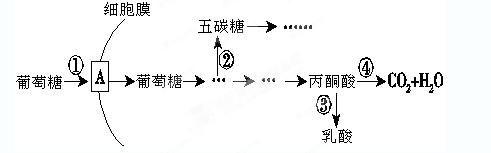 细胞膜
五碳糖 → ……
① ②
葡萄糖 → A → 葡萄糖 → … → … → 丙酮酸 ④ → CO₂+H₂O
③
乳酸